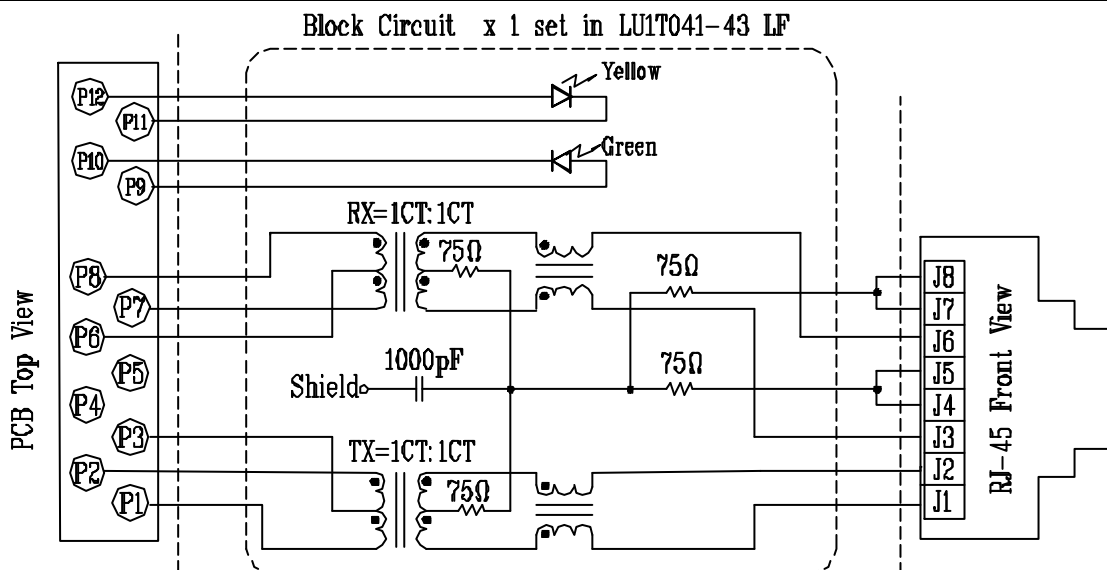 Block Circuit x 1 set in LU1T041-43 LF
P12
Yellow
P11
P10
Green
P9
RX=1CT:1CT
75Ω
P8
75Ω
J8
P7
J7
P6
J6
P5
1000pF
75Ω
J5
Shield
P4
J4
P3
J3
TX=1CT:1CT
P2
J2
75Ω
P1
J1
PCB Top View
RJ-45 Front View